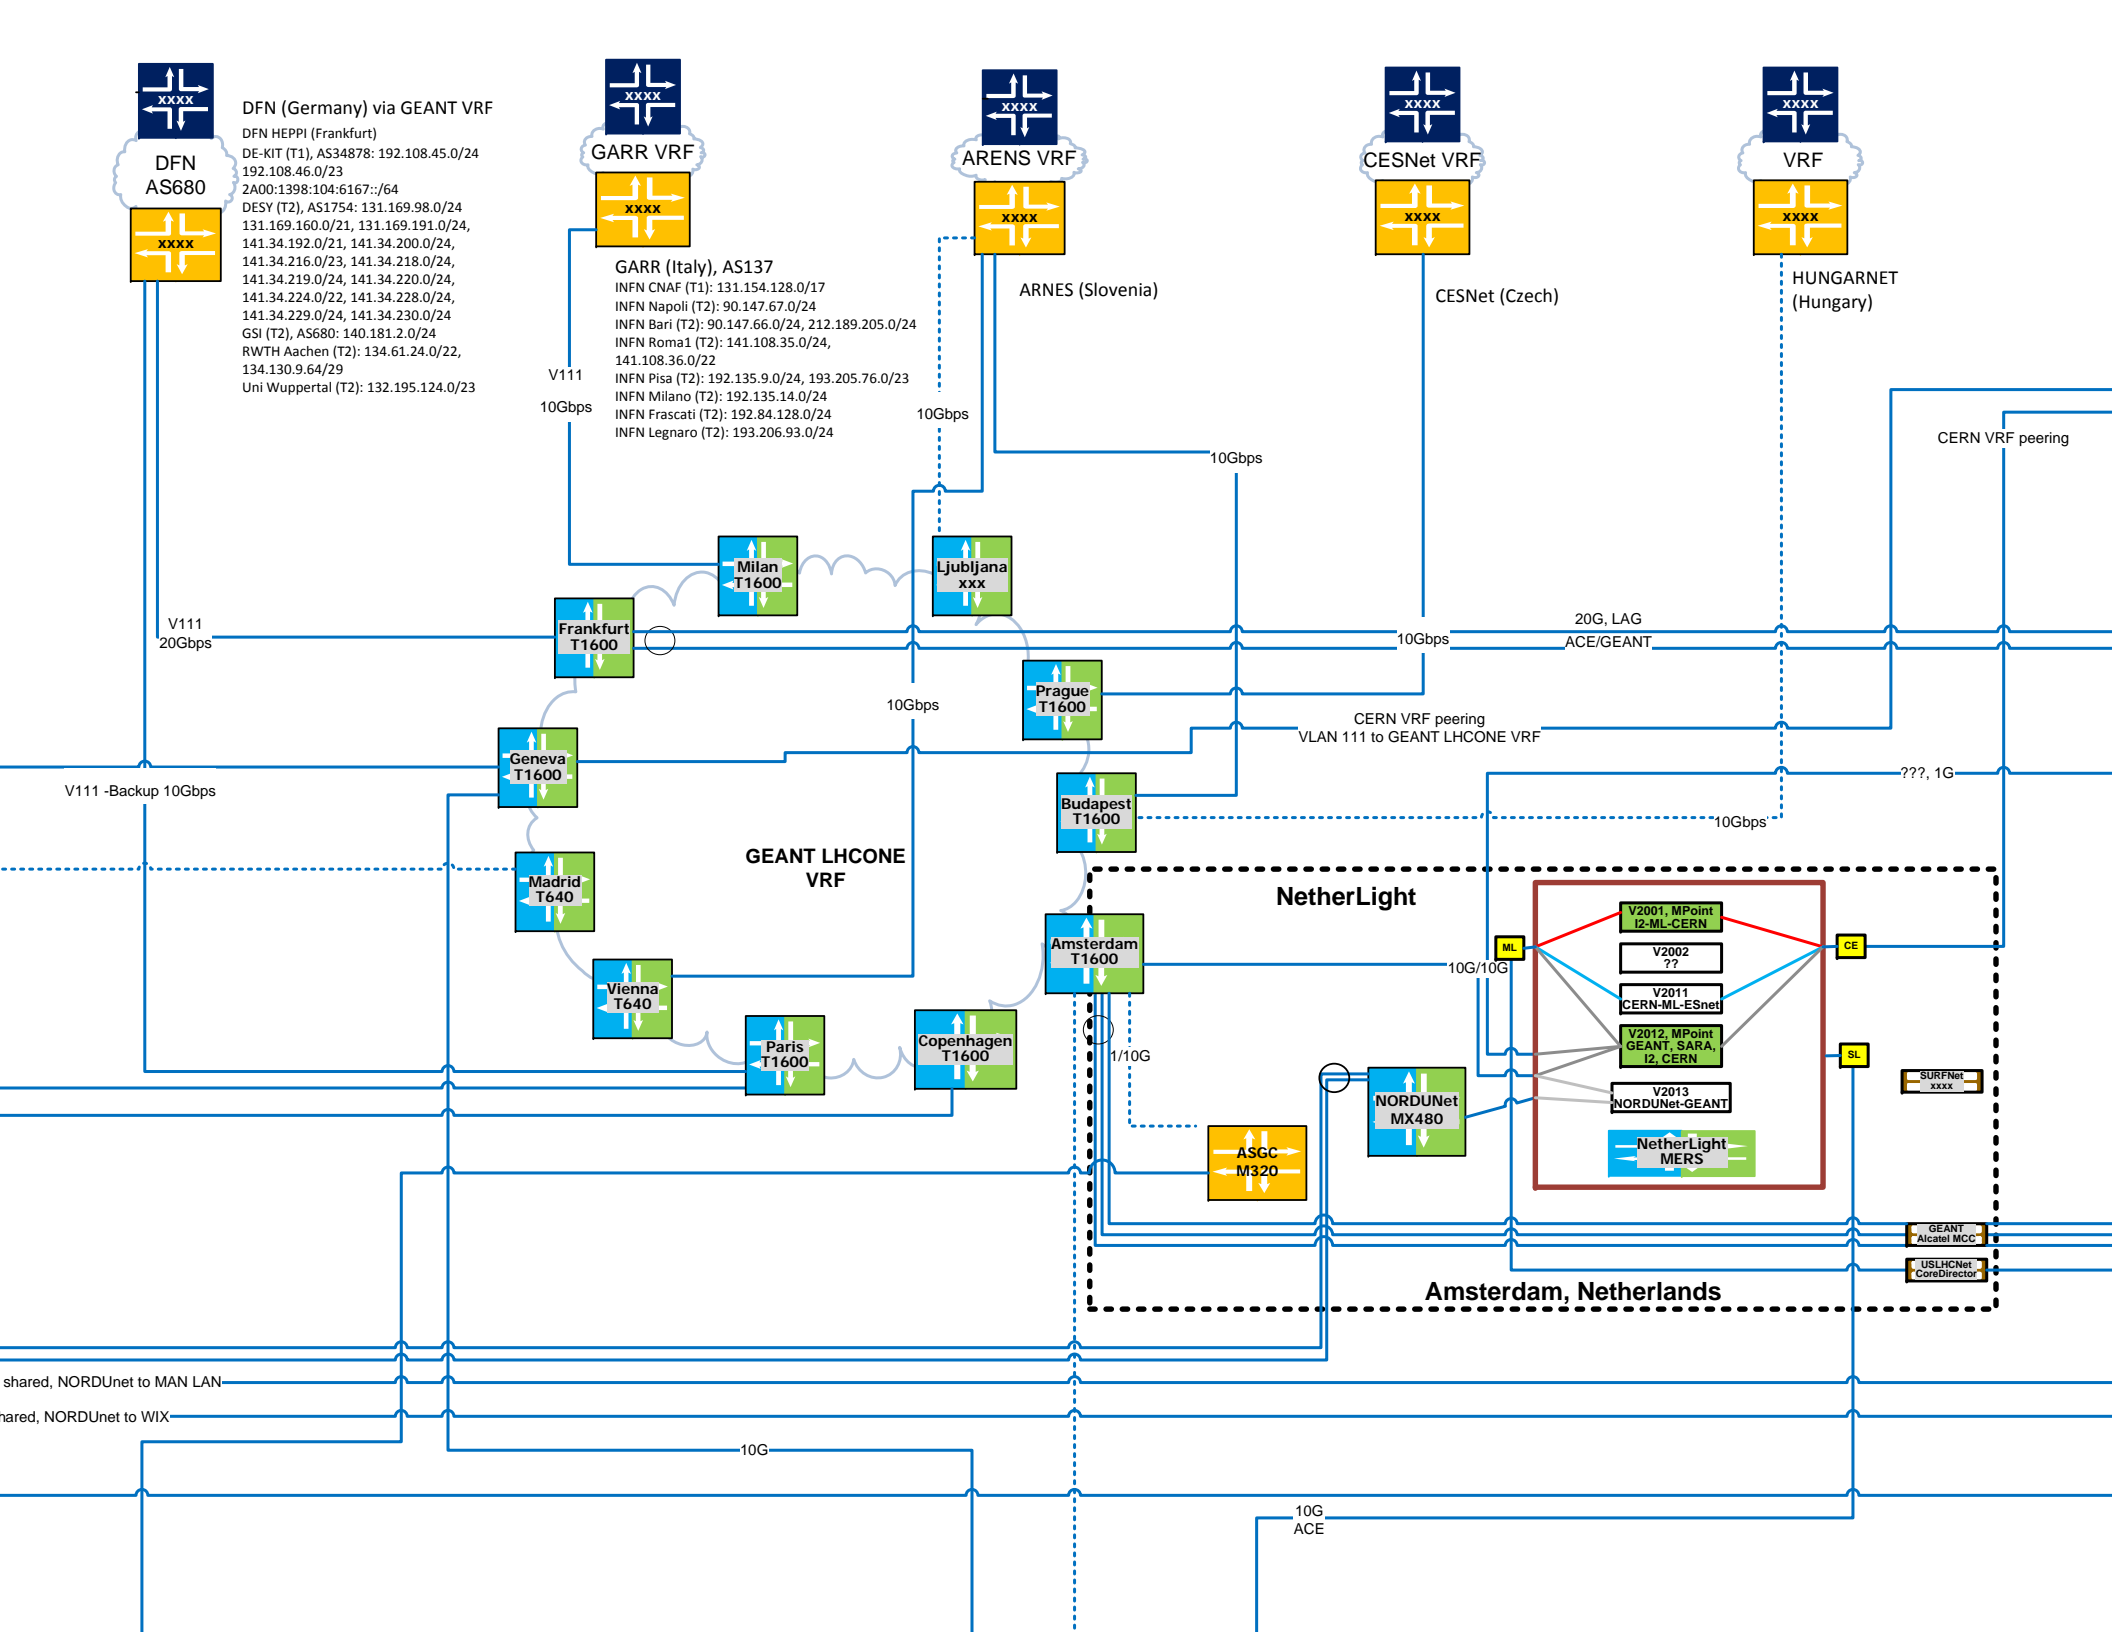 xxxx
DFN
AS680
xxxx
DFN (Germany) via GEANT VRF
DFN HEPPI (Frankfurt)
DE-KIT (T1), AS34878: 192.108.45.0/24
192.108.46.0/23
2A00:1398:104:6167::/64
DESY (T2), AS1754: 131.169.98.0/24
131.169.160.0/21, 131.169.191.0/24,
141.34.192.0/21, 141.34.200.0/24,
141.34.216.0/23, 141.34.218.0/24,
141.34.219.0/24, 141.34.220.0/24,
141.34.224.0/22, 141.34.228.0/24,
141.34.229.0/24, 141.34.230.0/24
GSI (T2), AS680: 140.181.2.0/24
RWTH Aachen (T2): 134.61.24.0/22,
134.130.9.64/29
Uni Wuppertal (T2): 132.195.124.0/23
xxxx
GARR VRF
xxxx
GARR (Italy), AS137
INFN CNAF (T1): 131.154.128.0/17
INFN Napoli (T2): 90.147.67.0/24
INFN Bari (T2): 90.147.66.0/24, 212.189.205.0/24
INFN Roma1 (T2): 141.108.35.0/24,
141.108.36.0/22
INFN Pisa (T2): 192.135.9.0/24, 193.205.76.0/23
INFN Milano (T2): 192.135.14.0/24
INFN Frascati (T2): 192.84.128.0/24
INFN Legnaro (T2): 193.206.93.0/24
V111
10Gbps
xxxx
ARENS VRF
xxxx
ARNES (Slovenia)
10Gbps
10Gbps
xxxx
CESNet VRF
xxxx
CESNet (Czech)
xxxx
VRF
xxxx
HUNGARNET
(Hungary)
CERN VRF peering
Milan
T1600
Ljubljana
xxx
V111
20Gbps
Frankfurt
T1600
20G, LAG
10Gbps
ACE/GEANT
Prague
T1600
10Gbps
CERN VRF peering
VLAN 111 to GEANT LHCONE VRF
Geneva
T1600
V111 -Backup 10Gbps
???, 1G
Budapest
T1600
10Gbps
GEANT LHCONE
VRF
Madrid
T640
NetherLight
Amsterdam
T1600
10G/10G
ML
V2001, MPoint
I2-ML-CERN
V2002
??
V2011
CERN-ML-ESnet
V2012, MPoint
GEANT, SARA,
I2, CERN
V2013
NORDUNet-GEANT
NetherLight
MERS
CE
SL
SURFNet
xxxx
Vienna
T640
Paris
T1600
Copenhagen
T1600
1/10G
NORDUNet
MX480
ASGC
M320
GEANT
Alcatel MCC
USLHCNet
CoreDirector
Amsterdam, Netherlands
shared, NORDUnet to MAN LAN
hared, NORDUnet to WIX
10G
10G
ACE